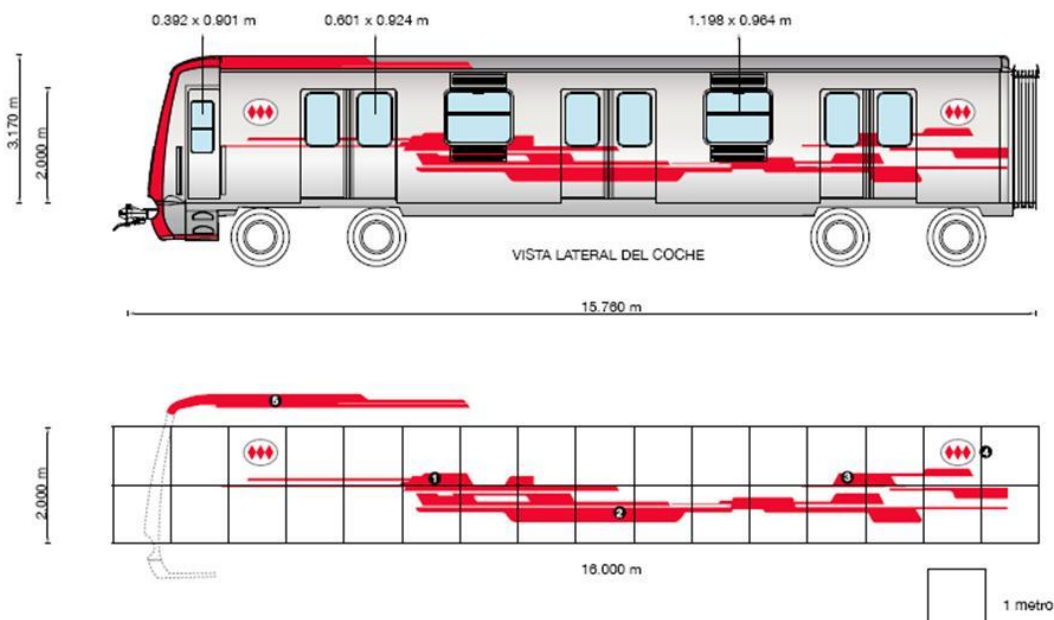 0.392 x 0.901 m
0.601 x 0.924 m
1.198 x 0.964 m
3.170 m
2.000 m
VISTA LATERAL DEL COCHE
15.760 m
5
4
1
3
2.000 m
2
16.000 m
1 metro